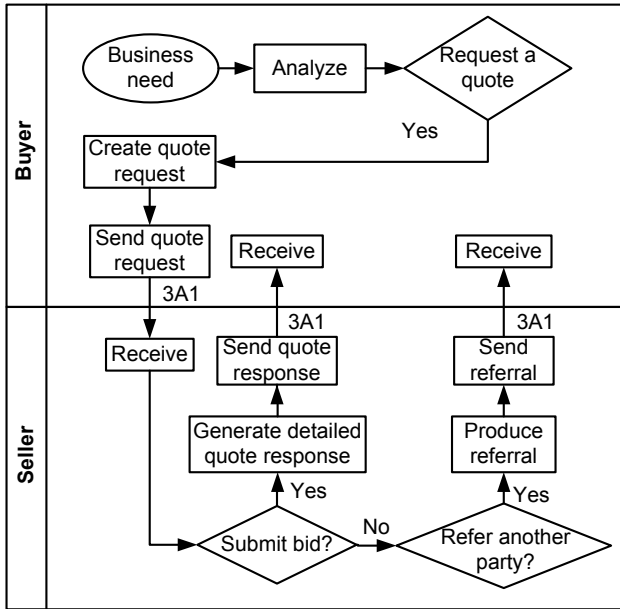 Buyer
Business
need
Analyze
Request a
quote
Yes
Create quote
request
Send quote
request
3A1
Receive
Receive
Seller
Receive
3A1
Send quote
response
Generate detailed
quote response
Yes
Submit bid?
No
3A1
Send
referral
Produce
referral
Yes
Refer another
party?